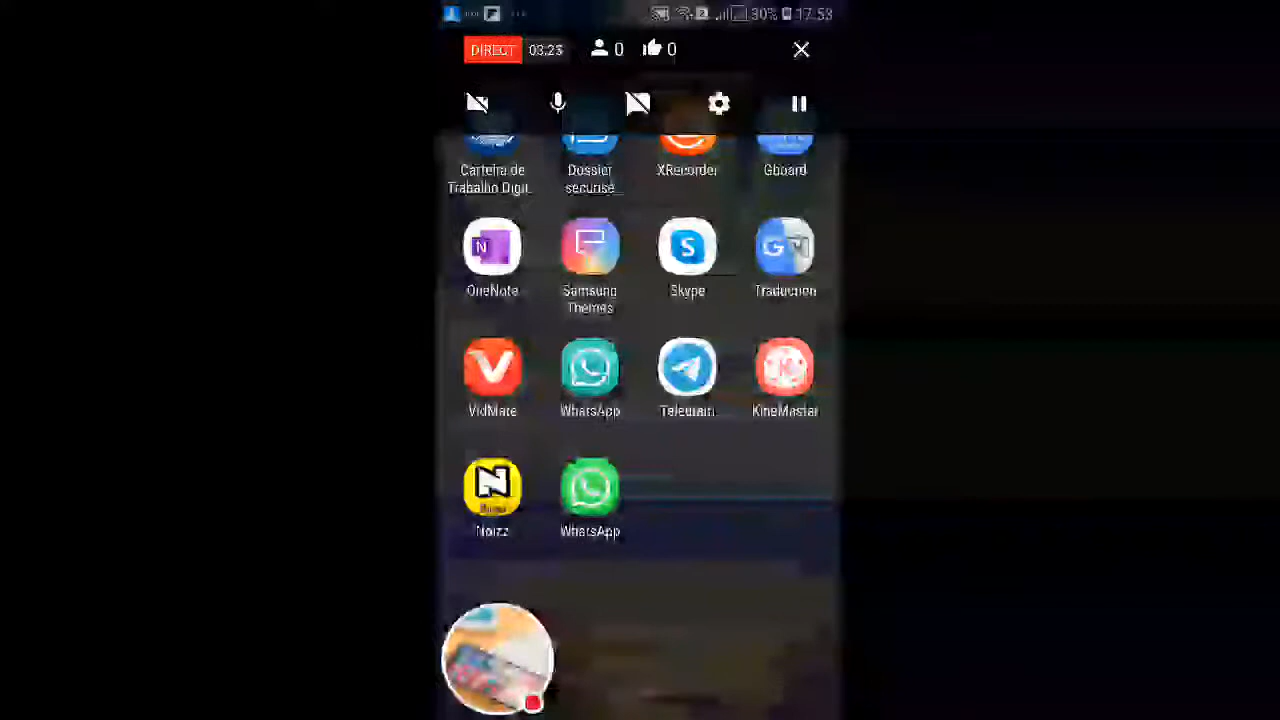 30% 17:53
DIRECT 03:23 0 0
Carteira de Dossier XRecorder Gboard
Trabalho Digit... sécurisé...
OneNote Samsung Skype Traduction
Themes
VidMate WhatsApp Telegram KineMaster
Noizz WhatsApp